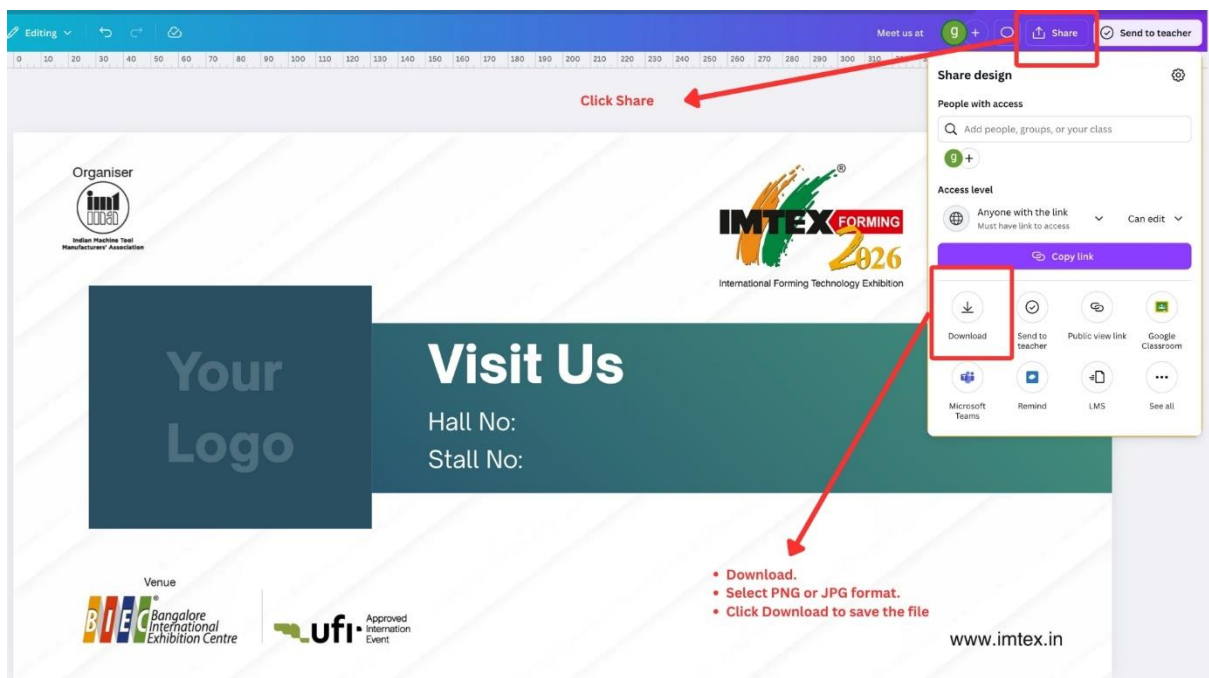 Editing
Meet us at
g
+
Share
Send to teacher
0 10 20 30 40 50 60 70 80 90 100 110 120 130 140 150 160 170 180 190 200 210 220 230 240 250 260 270 280 290 300 310
Click Share
Share design
People with access
Add people, groups, or your class
g
+
Access level
Anyone with the link
Must have link to access
Can edit
Copy link
Download
Send to
teacher
Public view link
Google
Classroom
Microsoft
Teams
Remind
LMS
See all
Organiser
Indian Machine Tool
Manufacturers' Association
®
IMTEX FORMING
2026
International Forming Technology Exhibition
Your
Logo
Visit Us
Hall No:
Stall No:
• Download.
• Select PNG or JPG format.
• Click Download to save the file
Venue
®
BIEC
Bangalore
International
Exhibition Centre
ufi
Approved
Internation
Event
www.imtex.in